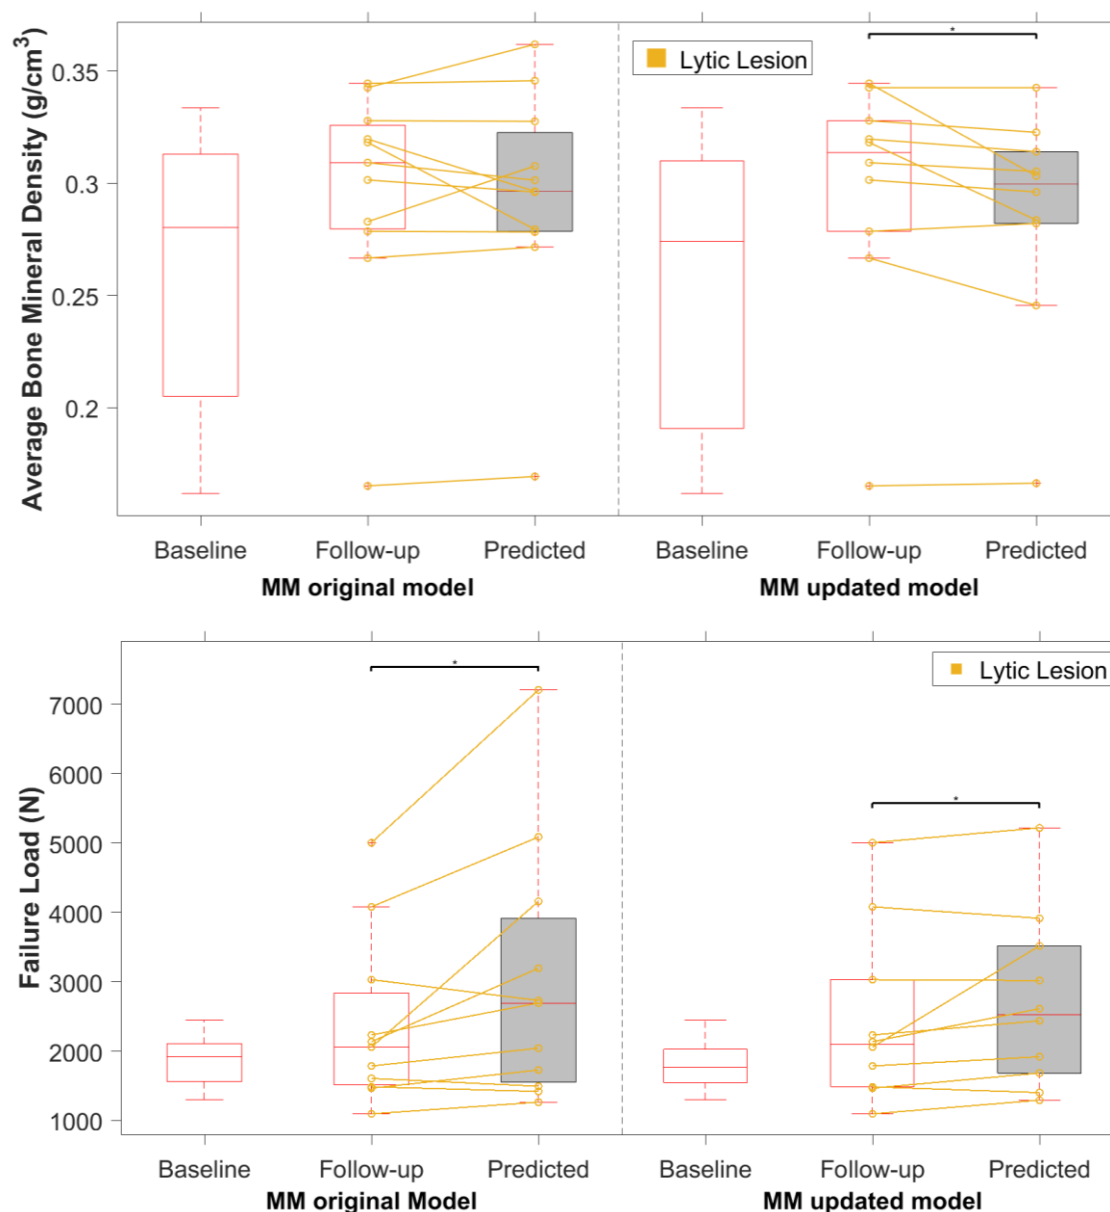 Average Bone Mineral Density (g/cm³)
0.35
0.3
0.25
0.2
*
Lytic Lesion
Baseline
Follow-up
Predicted
Baseline
Follow-up
Predicted
MM original model
MM updated model
Failure Load (N)
7000
6000
5000
4000
3000
2000
1000
*
*
Lytic Lesion
Baseline
Follow-up
Predicted
Baseline
Follow-up
Predicted
MM original Model
MM updated model